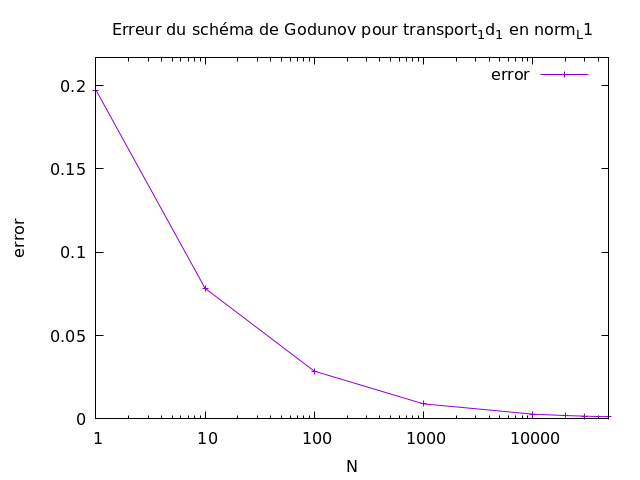 Erreur du schéma de Godunov pour transport₁d₁ en norm_L1
error
0.2
0.15
0.1
0.05
0
error
1 10 100 1000 10000
N